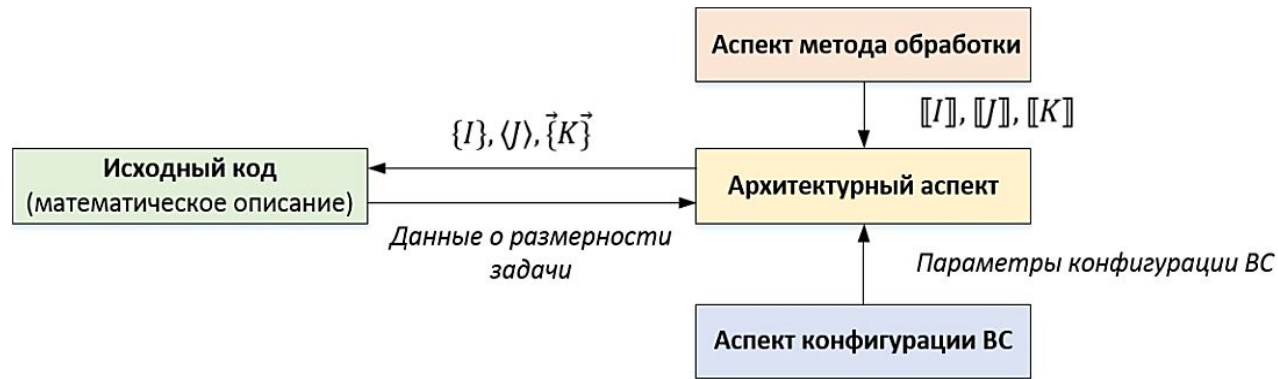 Аспект метода обработки
⟦I⟧, ⟦J⟧, ⟦K⟧
{I}, ⟨J⟩, {⃗K}⃗
Исходный код
(математическое описание)
Архитектурный аспект
Данные о размерности
задачи
Параметры конфигурации ВС
Аспект конфигурации ВС